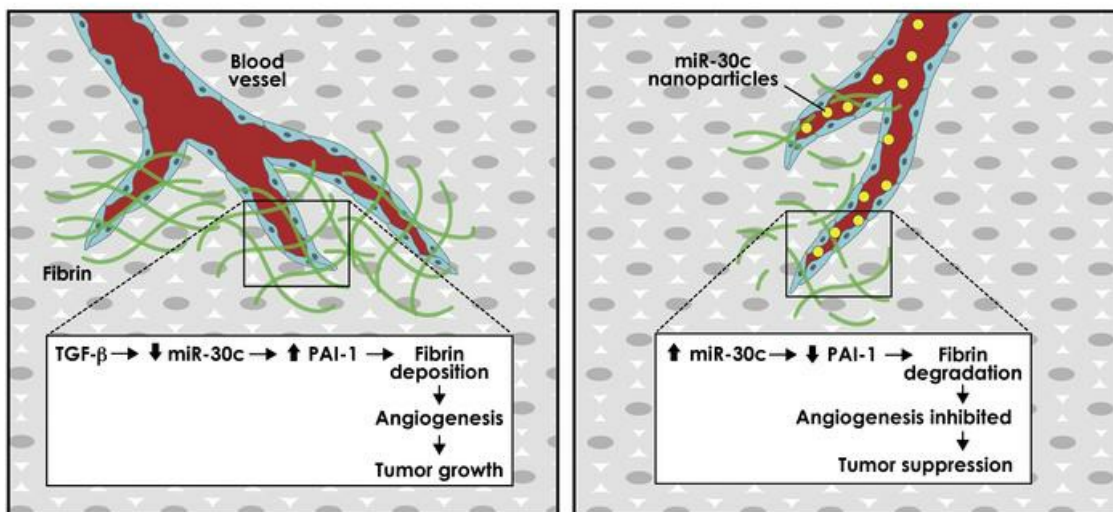 Blood
vessel
Fibrin
TGF-β → ↓ miR-30c → ↑ PAI-1 → Fibrin
deposition
↓
Angiogenesis
↓
Tumor growth
miR-30c
nanoparticles
↑ miR-30c → ↓ PAI-1 → Fibrin
degradation
↓
Angiogenesis inhibited
↓
Tumor suppression